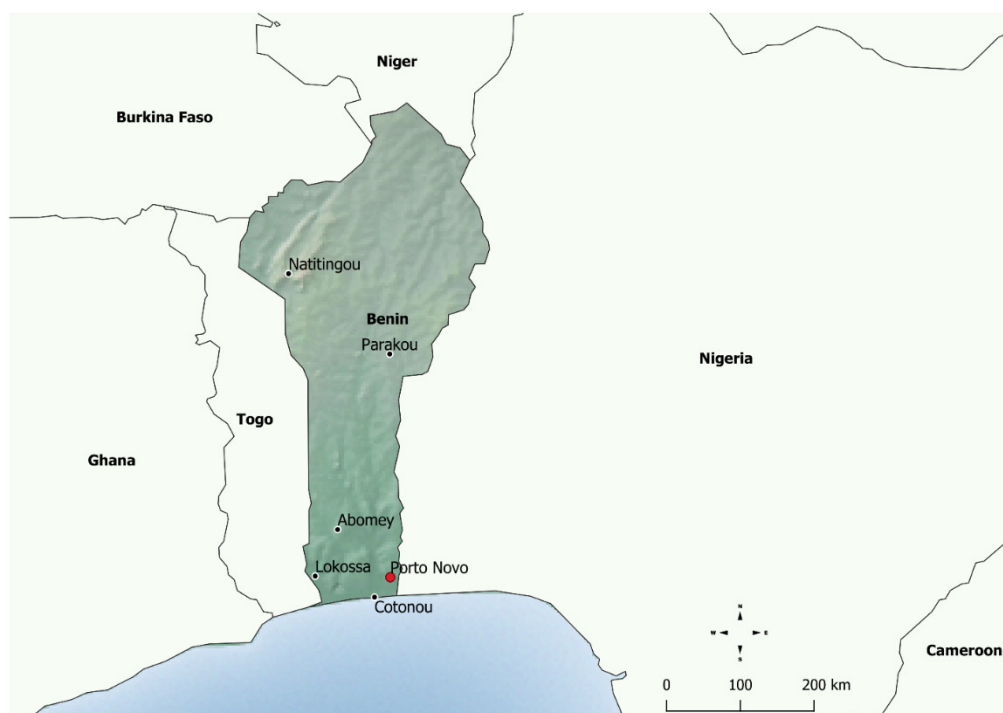 Niger
Burkina Faso
Natitingou
Benin
Parakou
Nigeria
Togo
Ghana
Abomey
Lokossa
Porto Novo
Cotonou
N
W E
S
Cameroon
0 100 200 km